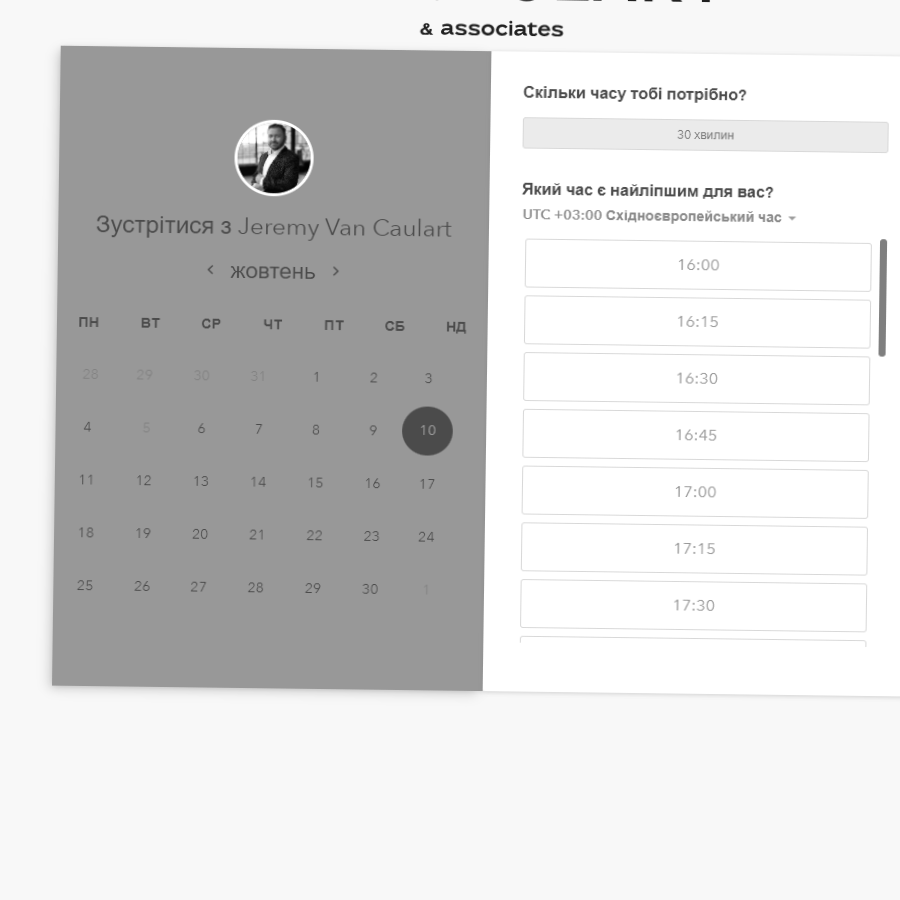 & associates
Зустрітися з Jeremy Van Caulart
жовтень
ПН ВТ СР ЧТ ПТ СБ НД
28 29 30 31 1 2 3
4 5 6 7 8 9 10
11 12 13 14 15 16 17
18 19 20 21 22 23 24
25 26 27 28 29 30 1
Скільки часу тобі потрібно?
30 хвилин
Який час є найліпшим для вас?
UTC +03:00 Східноєвропейський час
16:00
16:15
16:30
16:45
17:00
17:15
17:30